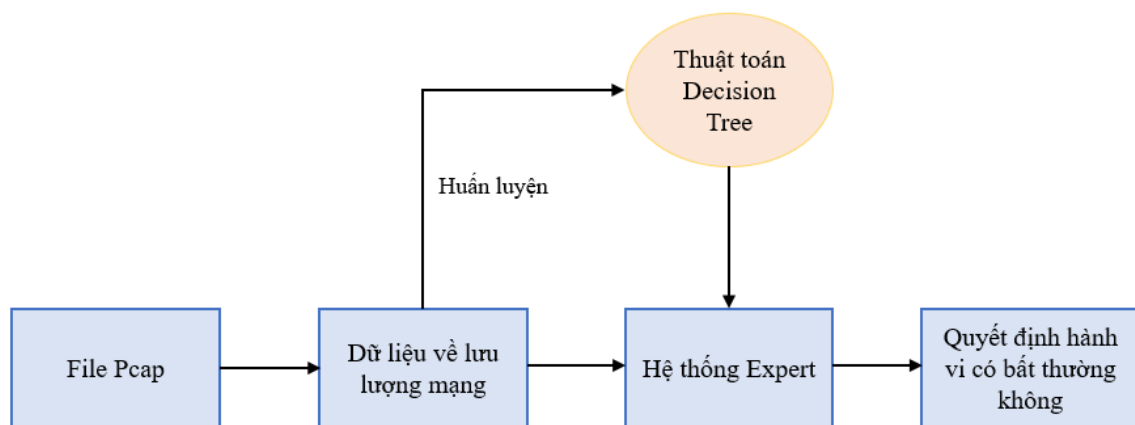 Thuật toán
Decision
Tree
Huấn luyện
File Pcap
Dữ liệu về lưu
lượng mạng
Hệ thống Expert
Quyết định hành
vi có bất thường
không